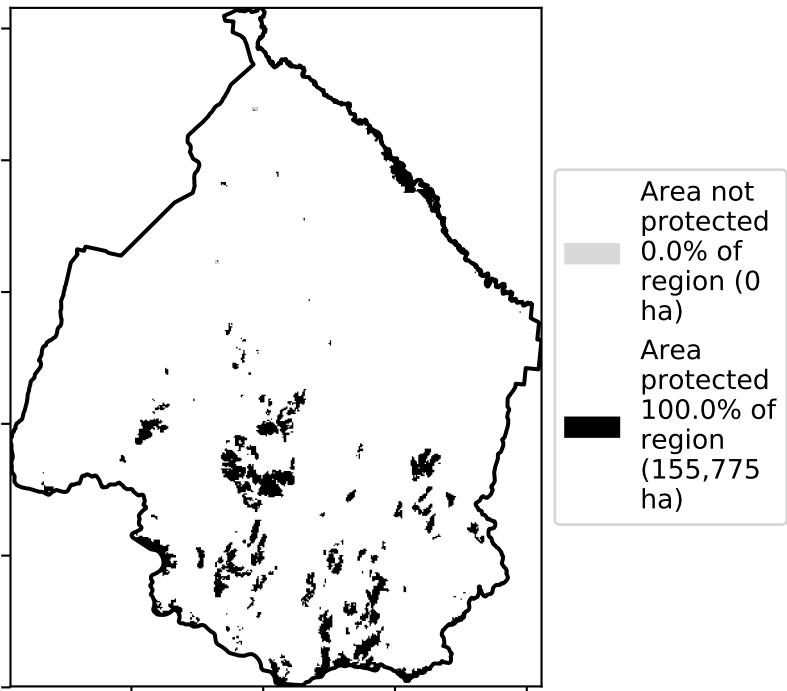 Area not
protected
0.0% of
region (0
ha)
Area
protected
100.0% of
region
(155,775
ha)